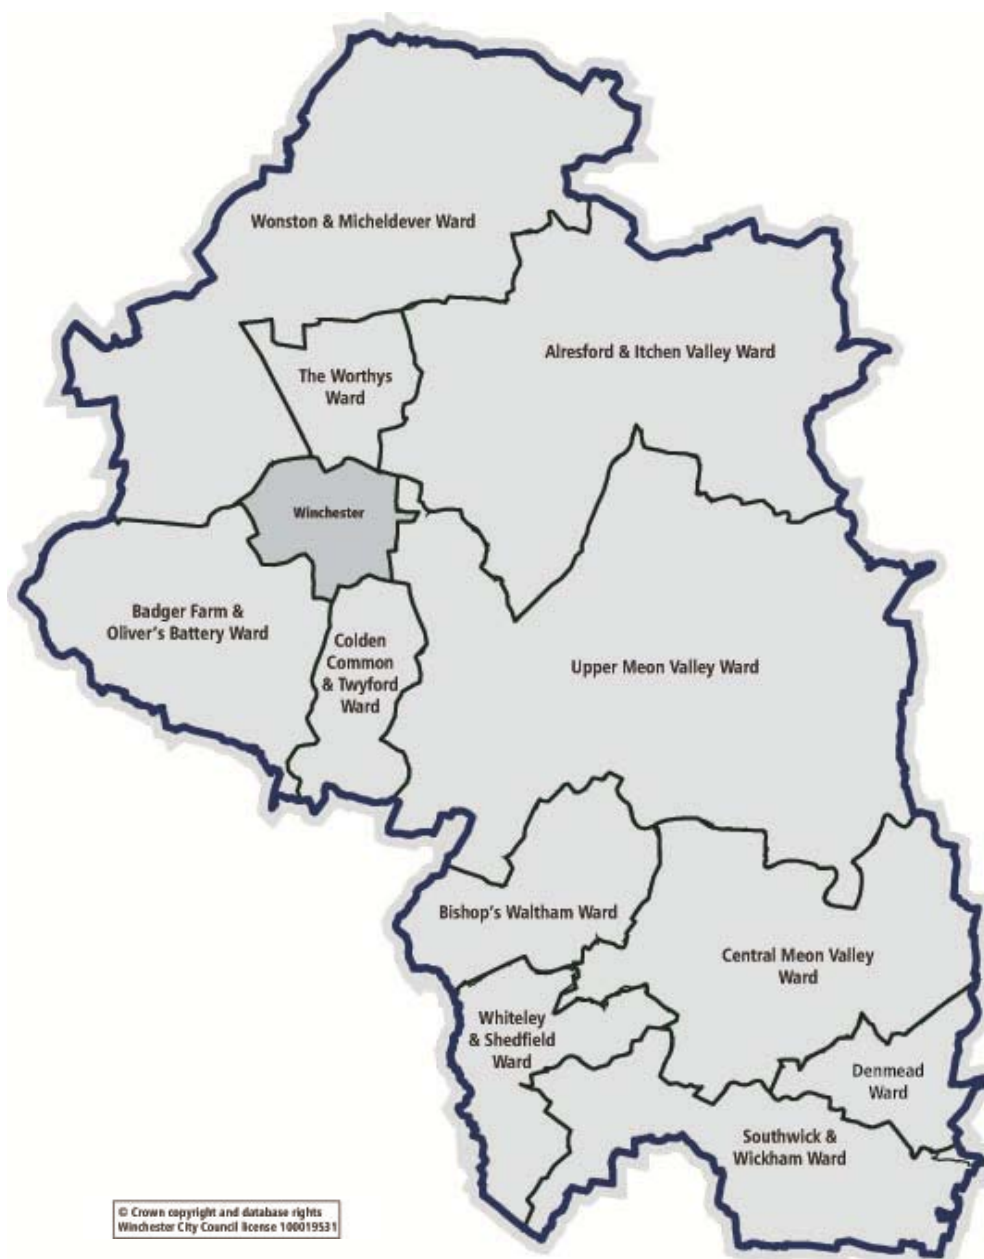 Wonston & Micheldever Ward
Alresford & Itchen Valley Ward
The Worthys
Ward
Winchester
Badger Farm &
Oliver's Battery Ward
Colden
Common
& Twyford
Ward
Upper Meon Valley Ward
Bishop's Waltham Ward
Central Meon Valley
Ward
Whiteley
& Shedfield
Ward
Denmead
Ward
Southwick &
Wickham Ward
© Crown copyright and database rights
Winchester City Council license 100019531